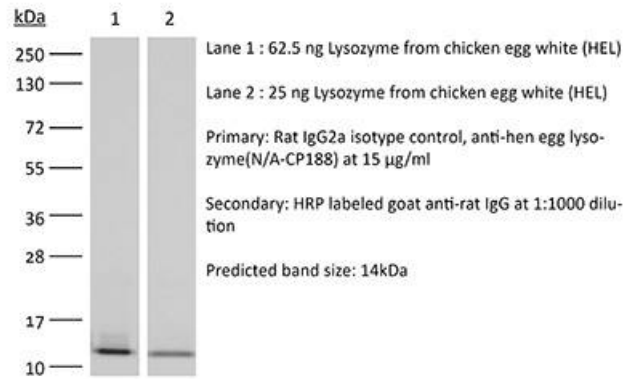 kDa
1 2
250
130
72
55
36
28
17
10
Lane 1 : 62.5 ng Lysozyme from chicken egg white (HEL)
Lane 2 : 25 ng Lysozyme from chicken egg white (HEL)
Primary: Rat IgG2a isotype control, anti-hen egg lyso-
zyme(N/A-CP188) at 15 µg/ml
Secondary: HRP labeled goat anti-rat IgG at 1:1000 dilu-
tion
Predicted band size: 14kDa